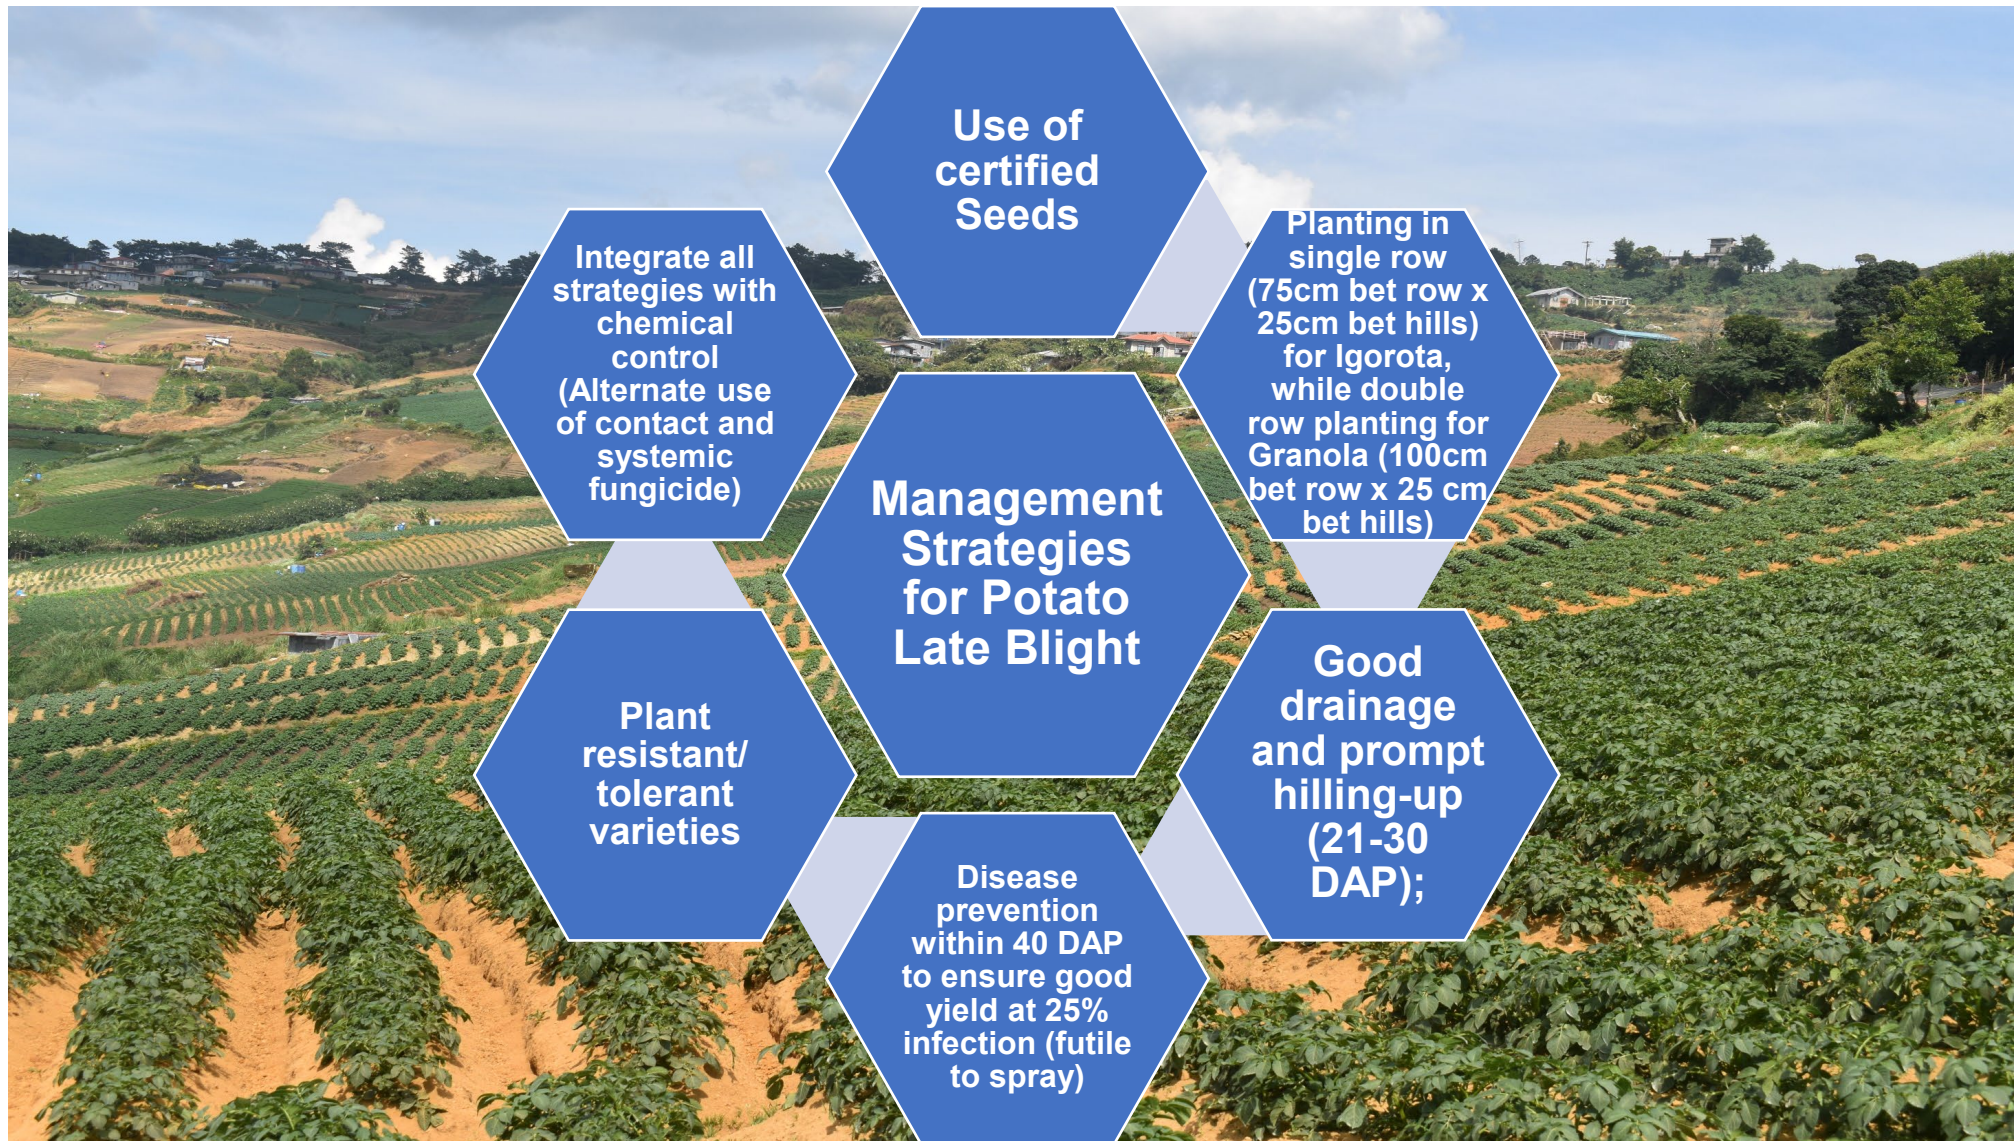 Use of
certified
Seeds
Planting in
single row
(75cm bet row x
25cm bet hills)
for Igorota,
while double
row planting for
Granola (100cm
bet row x 25 cm
bet hills)
Good
drainage
and prompt
hilling-up
(21-30
DAP);
Disease
prevention
within 40 DAP
to ensure good
yield at 25%
infection (futile
to spray)
Plant
resistant/
tolerant
varieties
Integrate all
strategies with
chemical
control
(Alternate use
of contact and
systemic
fungicide)
Management
Strategies
for Potato
Late Blight